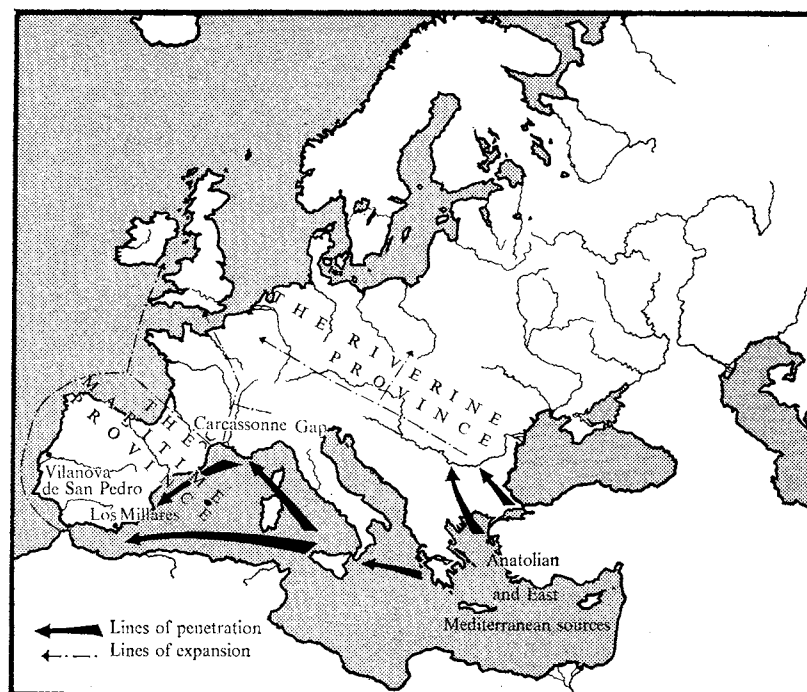 THE RIVERINE
PROVINCE
THE
MARITIME
PROVINCE
Carcassonne Gap
Vilanova
de San Pedro
Los Millares
Anatolian
and East
Mediterranean sources
Lines of penetration
Lines of expansion